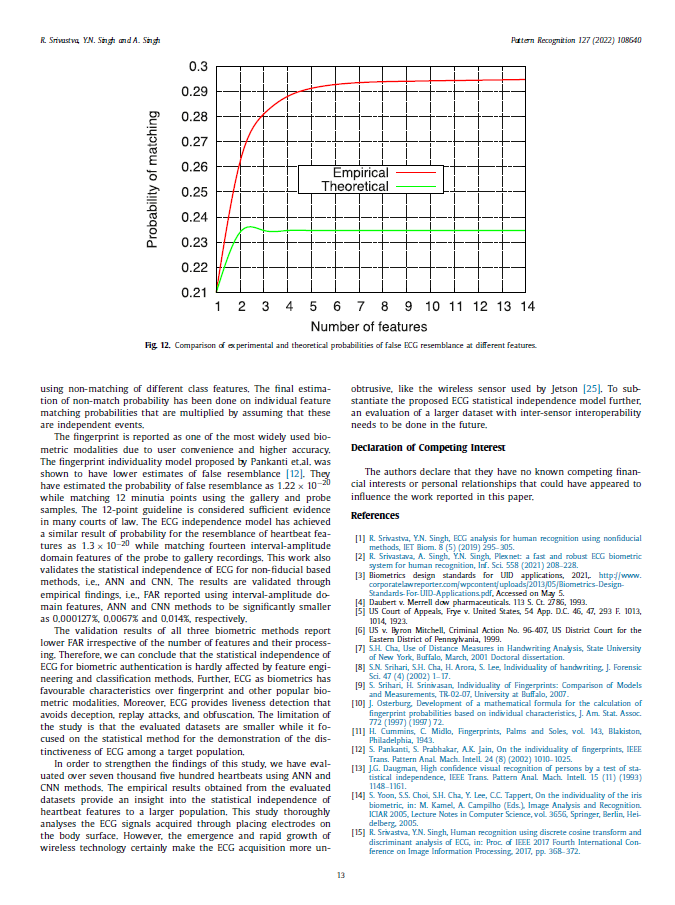 R. Srivastva, Y.N. Singh and A. Singh
Pattern Recognition 127 (2022) 108640
0.3
0.29
0.28
0.27
0.26
0.25
0.24
0.23
0.22
0.21
Probability of matching
Empirical
Theoretical
1 2 3 4 5 6 7 8 9 10 11 12 13 14
Number of features
Fig. 12. Comparison of experimental and theoretical probabilities of false ECG resemblance at different features.
using non-matching of different class features. The final estima-
tion of non-match probability has been done on individual feature
matching probabilities that are multiplied by assuming that these
are independent events.
The fingerprint is reported as one of the most widely used bio-
metric modalities due to user convenience and higher accuracy.
The fingerprint individuality model proposed by Pankanti et.al. was
shown to have lower estimates of false resemblance [12]. They
have estimated the probability of false resemblance as 1.22 × 10−20
while matching 12 minutia points using the gallery and probe
samples. The 12-point guideline is considered sufficient evidence
in many courts of law. The ECG independence model has achieved
a similar result of probability for the resemblance of heartbeat fea-
tures as 1.3 × 10−20 while matching fourteen interval-amplitude
domain features of the probe to gallery recordings. This work also
validates the statistical independence of ECG for non-fiducial based
methods, i.e., ANN and CNN. The results are validated through
empirical findings, i.e., FAR reported using interval-amplitude do-
main features, ANN and CNN methods to be significantly smaller
as 0.000127%, 0.0067% and 0.014%, respectively.
The validation results of all three biometric methods report
lower FAR irrespective of the number of features and their process-
ing. Therefore, we can conclude that the statistical independence of
ECG for biometric authentication is hardly affected by feature engi-
neering and classification methods. Further, ECG as biometrics has
favourable characteristics over fingerprint and other popular bio-
metric modalities. Moreover, ECG provides liveness detection that
avoids deception, replay attacks, and obfuscation. The limitation of
the study is that the evaluated datasets are smaller while it fo-
cused on the statistical method for the demonstration of the dis-
tinctiveness of ECG among a target population.
In order to strengthen the findings of this study, we have eval-
uated over seven thousand five hundred heartbeats using ANN and
CNN methods. The empirical results obtained from the evaluated
datasets provide an insight into the statistical independence of
heartbeat features to a larger population. This study thoroughly
analyses the ECG signals acquired through placing electrodes on
the body surface. However, the emergence and rapid growth of
wireless technology certainly make the ECG acquisition more un-
obtrusive, like the wireless sensor used by Jetson [25]. To sub-
stantiate the proposed ECG statistical independence model further,
an evaluation of a larger dataset with inter-sensor interoperability
needs to be done in the future.
Declaration of Competing Interest
The authors declare that they have no known competing finan-
cial interests or personal relationships that could have appeared to
influence the work reported in this paper.
References
[1] R. Srivastva, Y.N. Singh, ECG analysis for human recognition using nonfiducial
methods, IET Biom. 8 (5) (2019) 295–305.
[2] R. Srivastava, A. Singh, Y.N. Singh, Plexnet: a fast and robust ECG biometric
system for human recognition, Inf. Sci. 558 (2021) 208–228.
[3] Biometrics design standards for UID applications, 2021,. http://www.
corporatelawreporter.com/wpcontent/uploads/2013/05/Biometrics-Design-
Standards-For-UID-Applications.pdf, Accessed on May 5.
[4] Daubert v. Merrell dow pharmaceuticals. 113 S. Ct. 2786, 1993.
[5] US Court of Appeals, Frye v. United States, 54 App. D.C. 46, 47, 293 F. 1013,
1014, 1923.
[6] US v. Byron Mitchell, Criminal Action No. 96-407, US District Court for the
Eastern District of Pennsylvania, 1999.
[7] S.H. Cha, Use of Distance Measures in Handwriting Analysis, State University
of New York, Buffalo, March, 2001 Doctoral dissertation.
[8] S.N. Srihari, S.H. Cha, H. Arora, S. Lee, Individuality of handwriting, J. Forensic
Sci. 47 (4) (2002) 1–17.
[9] S. Srihari, H. Srinivasan, Individuality of Fingerprints: Comparison of Models
and Measurements, TR-02-07, University at Buffalo, 2007.
[10] J. Osterburg, Development of a mathematical formula for the calculation of
fingerprint probabilities based on individual characteristics, J. Am. Stat. Assoc.
772 (1997) (1997) 72.
[11] H. Cummins, C. Midlo, Fingerprints, Palms and Soles, vol. 143, Blakiston,
Philadelphia, 1943.
[12] S. Pankanti, S. Prabhakar, A.K. Jain, On the individuality of fingerprints, IEEE
Trans. Pattern Anal. Mach. Intell. 24 (8) (2002) 1010–1025.
[13] J.G. Daugman, High confidence visual recognition of persons by a test of sta-
tistical independence, IEEE Trans. Pattern Anal. Mach. Intell. 15 (11) (1993)
1148–1161.
[14] S. Yoon, S.S. Choi, S.H. Cha, Y. Lee, C.C. Tappert, On the individuality of the iris
biometric, in: M. Kamel, A. Campilho (Eds.), Image Analysis and Recognition.
ICIAR 2005, Lecture Notes in Computer Science, vol. 3656, Springer, Berlin, Hei-
delberg, 2005.
[15] R. Srivastva, Y.N. Singh, Human recognition using discrete cosine transform and
discriminant analysis of ECG, in: Proc. of IEEE 2017 Fourth International Con-
ference on Image Information Processing, 2017, pp. 368–372.
13